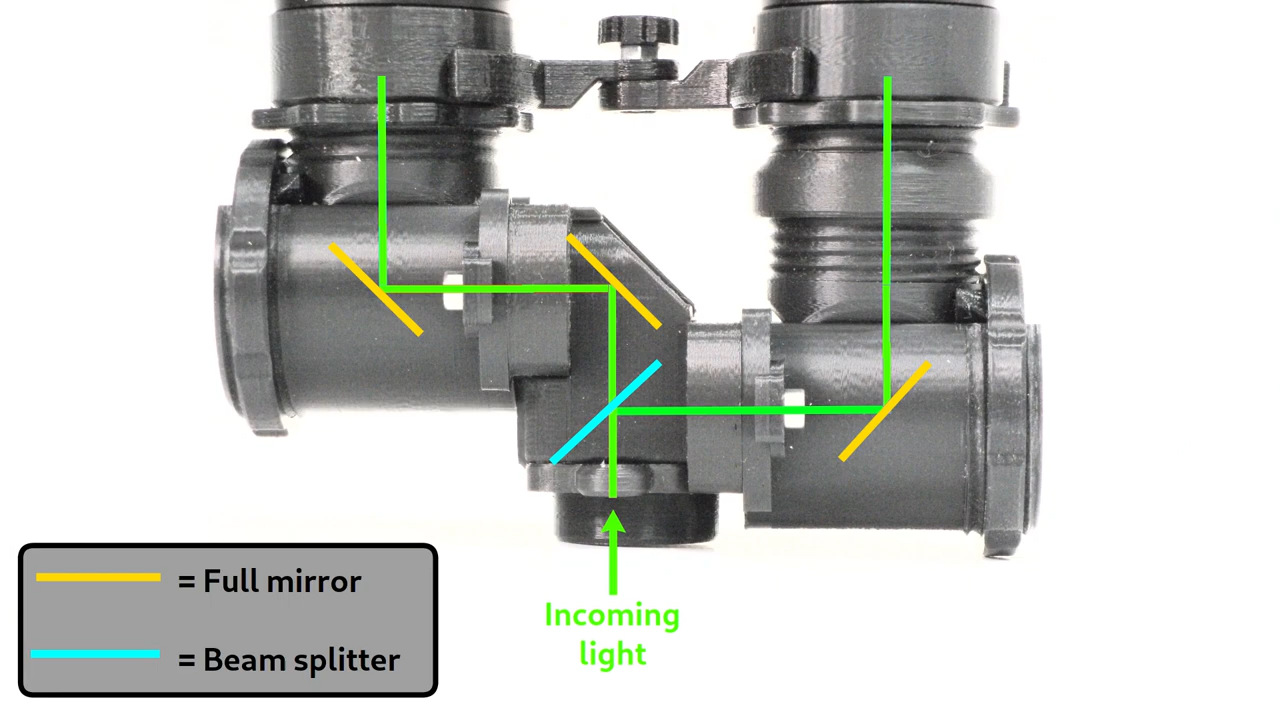 = Full mirror
= Beam splitter
Incoming
light